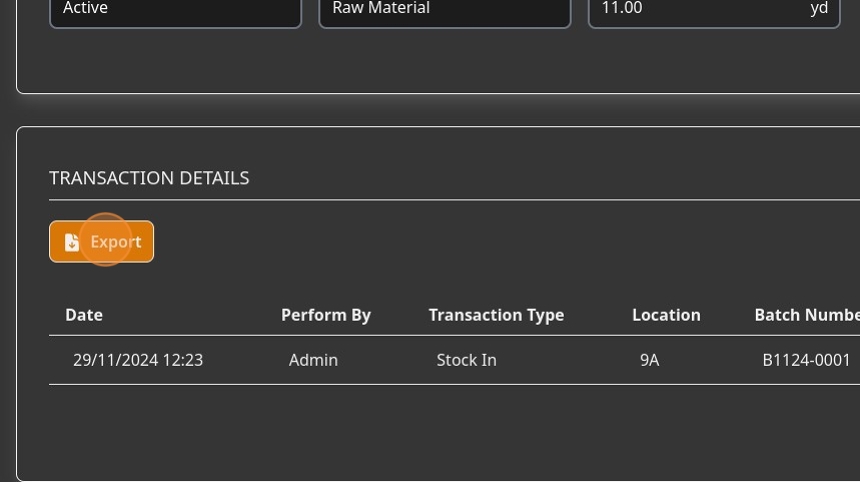 Active Raw Material 11.00 yd
TRANSACTION DETAILS
Export
Date Perform By Transaction Type Location Batch Numbe
29/11/2024 12:23 Admin Stock In 9A B1124-0001